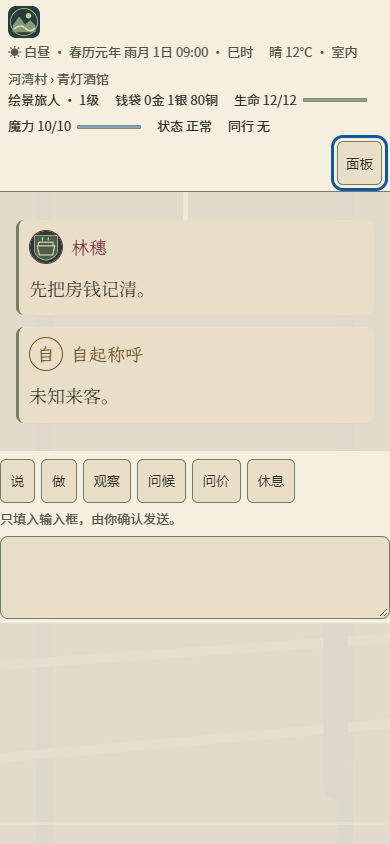 白昼 · 春历元年 雨月 1日 09:00 · 巳时 晴 12℃ · 室内
河湾村 › 青灯酒馆
绘景旅人 · 1级 钱袋 0金 1银 80铜 生命 12/12
魔力 10/10 状态 正常 同行 无
面板
林穗
先把房钱记清。
自 自起称呼
未知来客。
说 做 观察 问候 问价 休息
只填入输入框，由你确认发送。